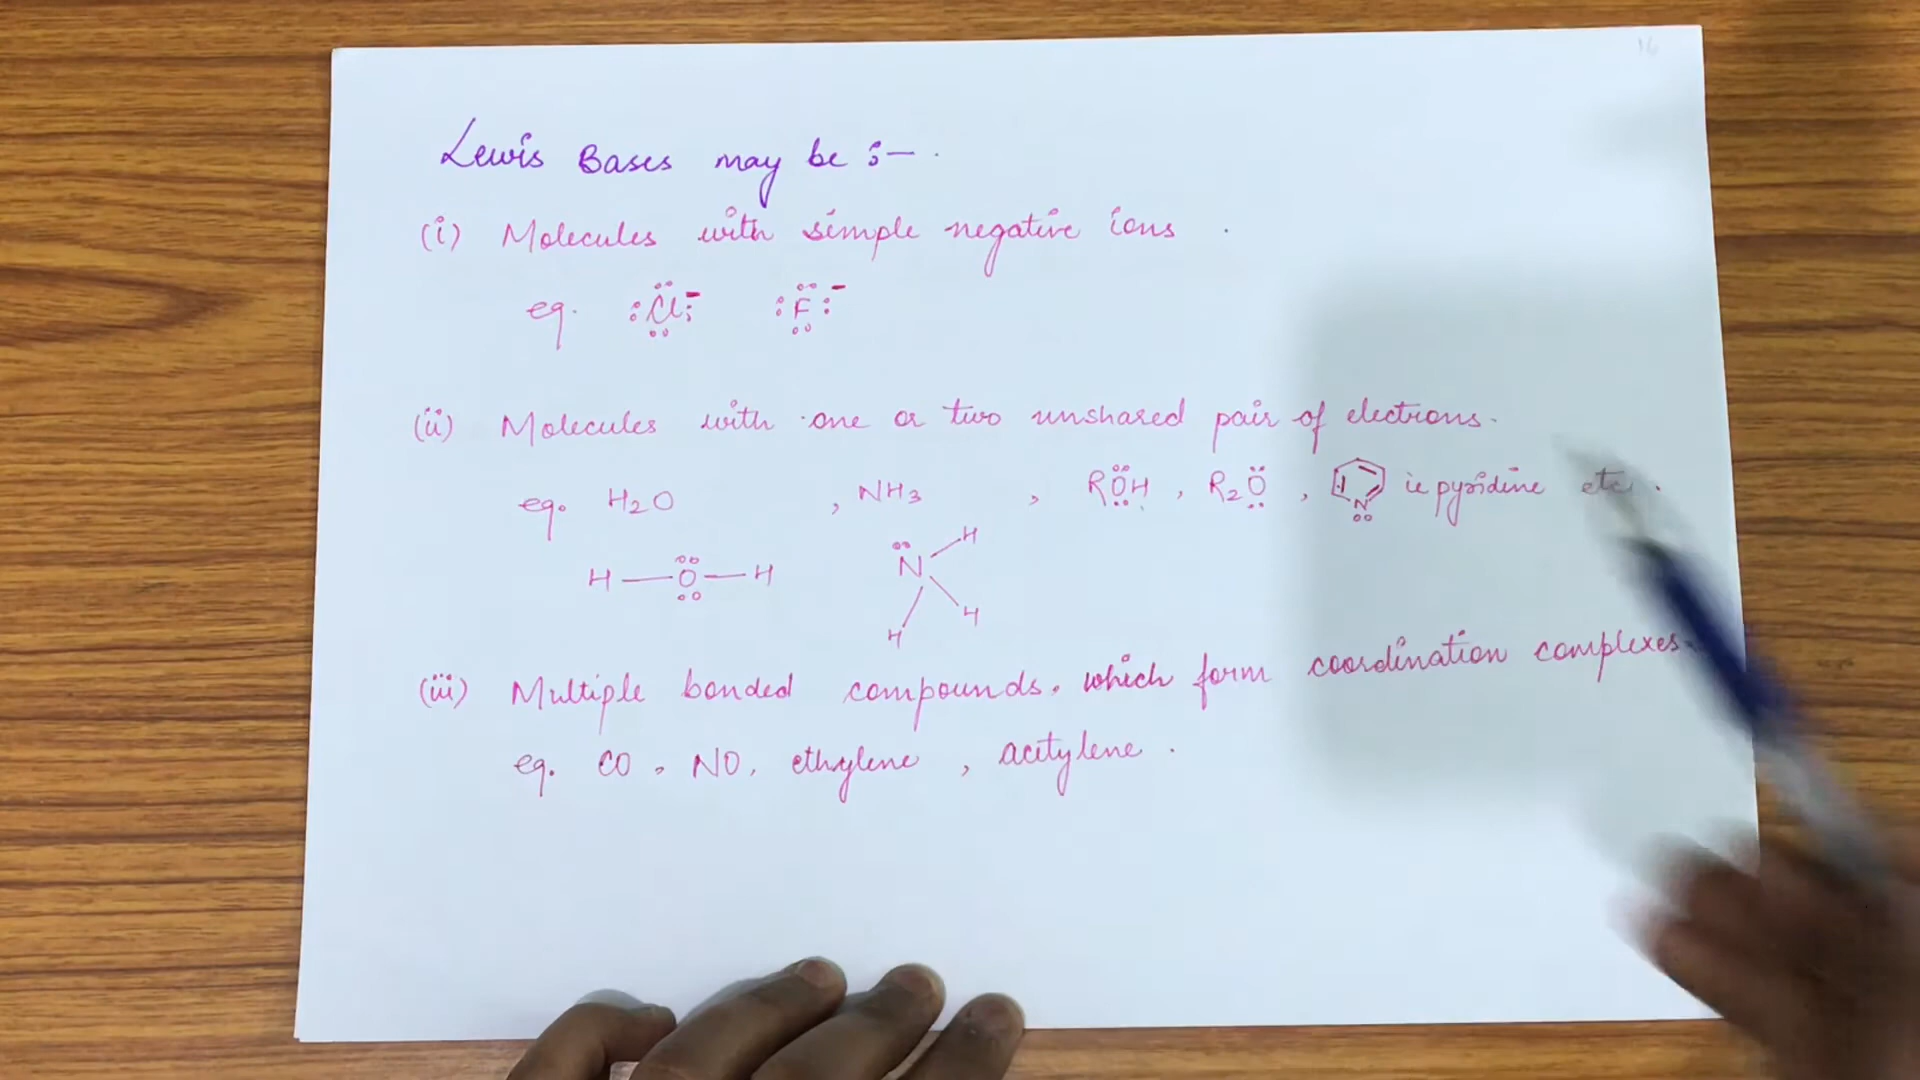 16
Lewis Bases may be :-
(i) Molecules with simple negative ions.
eg. :Cl:⁻ :F:⁻
(ii) Molecules with one or two unshared pair of electrons.
eg. H₂O , NH₃ , RÖH , R₂Ö , N ie pyridine etc.
H—O—H
N H H H
(iii) Multiple bonded compounds. which form coordination complexes.
eg. CO, NO, ethylene, acetylene.